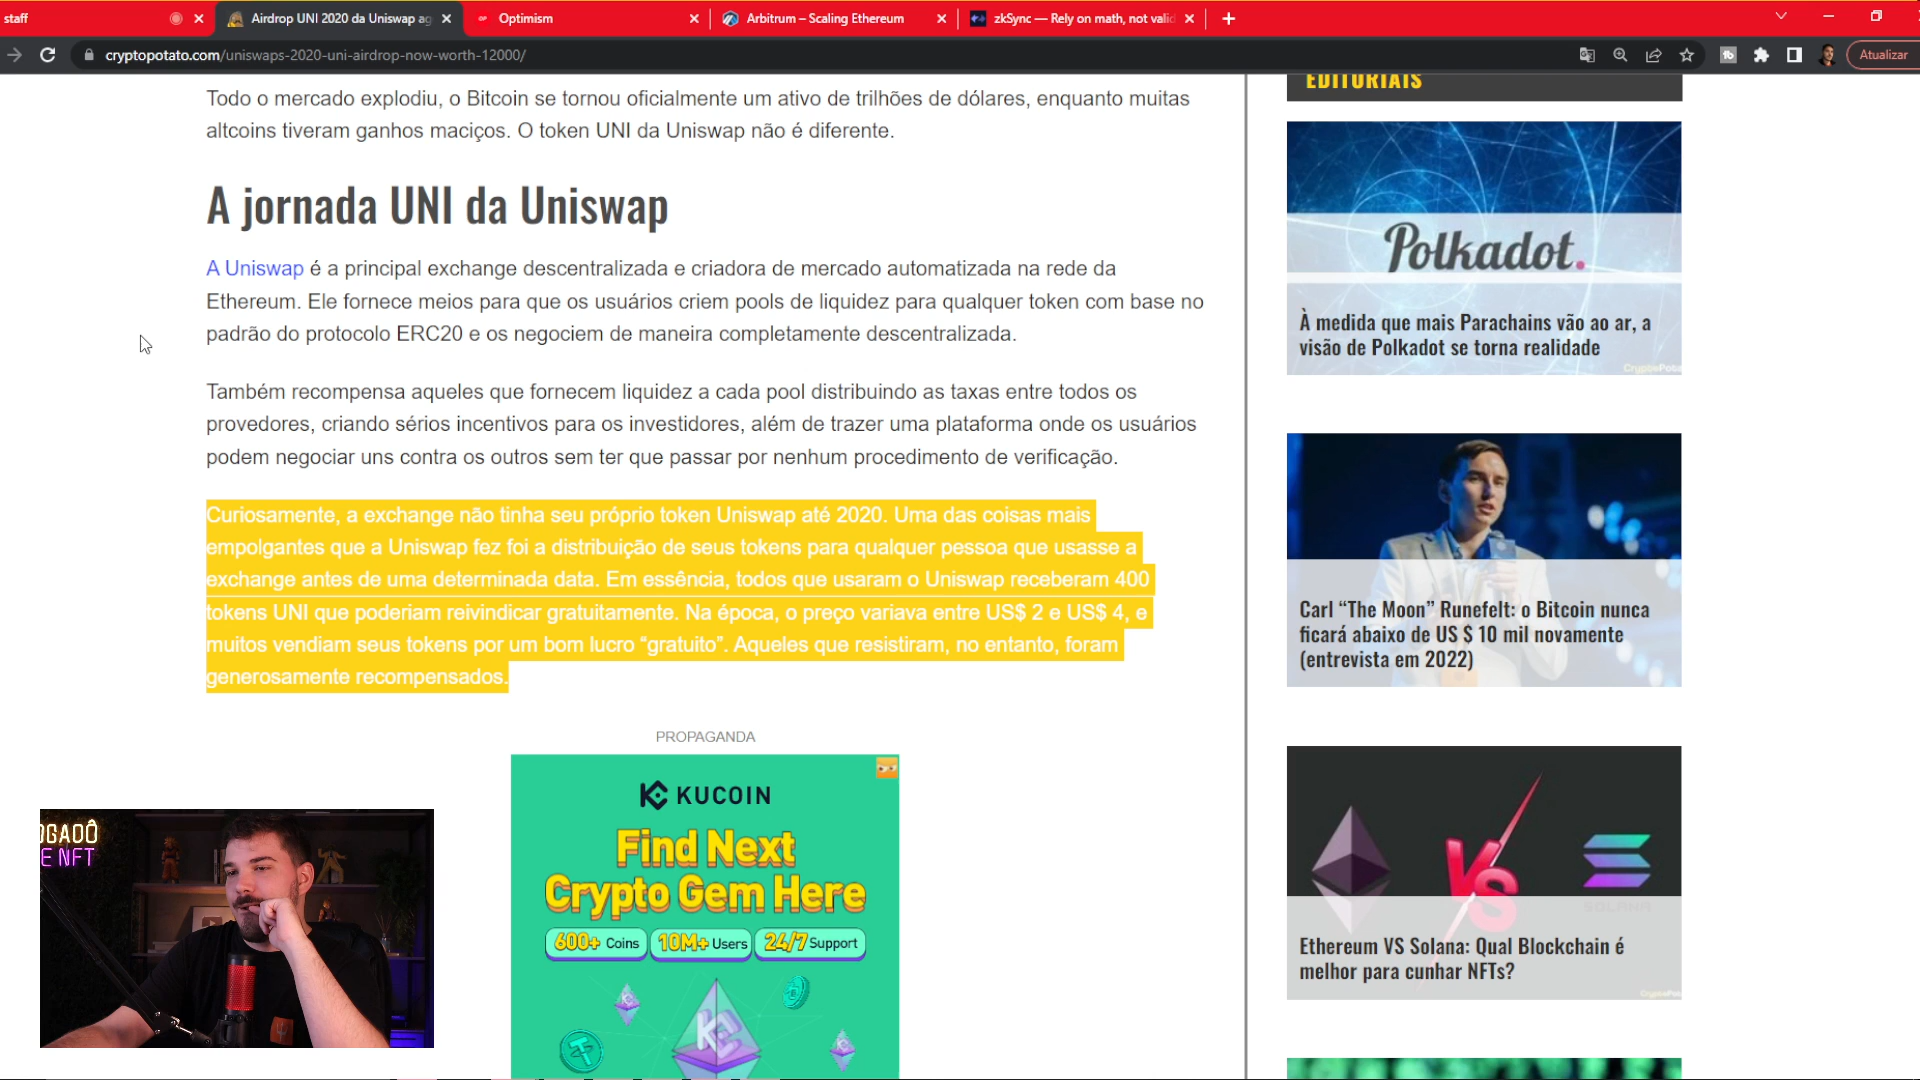 staff
Airdrop UNI 2020 da Uniswap ag
Optimism
Arbitrum – Scaling Ethereum
zkSync — Rely on math, not valid
cryptopotato.com/uniswaps-2020-uni-airdrop-now-worth-12000/
Atualizar
Todo o mercado explodiu, o Bitcoin se tornou oficialmente um ativo de trilhões de dólares, enquanto muitas
altcoins tiveram ganhos maciços. O token UNI da Uniswap não é diferente.
A jornada UNI da Uniswap
A Uniswap é a principal exchange descentralizada e criadora de mercado automatizada na rede da
Ethereum. Ele fornece meios para que os usuários criem pools de liquidez para qualquer token com base no
padrão do protocolo ERC20 e os negociem de maneira completamente descentralizada.
Também recompensa aqueles que fornecem liquidez a cada pool distribuindo as taxas entre todos os
provedores, criando sérios incentivos para os investidores, além de trazer uma plataforma onde os usuários
podem negociar uns contra os outros sem ter que passar por nenhum procedimento de verificação.
Curiosamente, a exchange não tinha seu próprio token Uniswap até 2020. Uma das coisas mais
empolgantes que a Uniswap fez foi a distribuição de seus tokens para qualquer pessoa que usasse a
exchange antes de uma determinada data. Em essência, todos que usaram o Uniswap receberam 400
tokens UNI que poderiam reivindicar gratuitamente. Na época, o preço variava entre US$ 2 e US$ 4, e
muitos vendiam seus tokens por um bom lucro “gratuito”. Aqueles que resistiram, no entanto, foram
generosamente recompensados.
PROPAGANDA
KUCOIN
Find Next
Crypto Gem Here
600+ Coins
10M+ Users
24/7 Support
OGADÔ
E NFT
EDITORIAIS
Polkadot.
À medida que mais Parachains vão ao ar, a
visão de Polkadot se torna realidade
CryptoPota
Carl “The Moon” Runefelt: o Bitcoin nunca
ficará abaixo de US $ 10 mil novamente
(entrevista em 2022)
VS
SOLANA
Ethereum VS Solana: Qual Blockchain é
melhor para cunhar NFTs?
CryptoPota